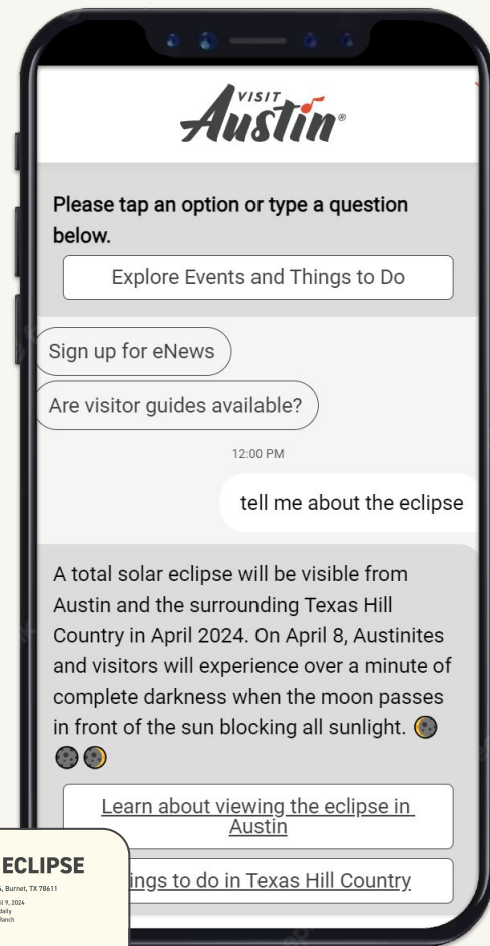 VISIT
Austin®
Please tap an option or type a question
below.
Explore Events and Things to Do
Sign up for eNews
Are visitor guides available?
12:00 PM
tell me about the eclipse
A total solar eclipse will be visible from
Austin and the surrounding Texas Hill
Country in April 2024. On April 8, Austinites
and visitors will experience over a minute of
complete darkness when the moon passes
in front of the sun blocking all sunlight.
Learn about viewing the eclipse in
Austin
ings to do in Texas Hill Country
ECLIPSE
Burnet, TX 78611
9, 2024
daily
Ranch